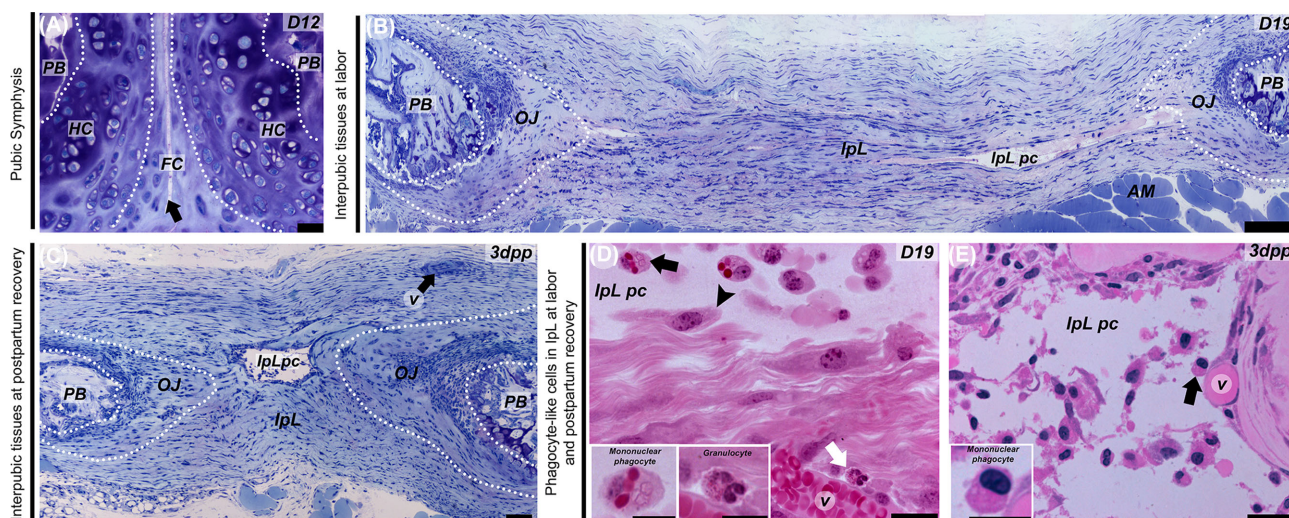 Pubic Symphysis
(A)
D12
PB
PB
HC
HC
FC
Interpubic tissues at labor
(B)
D19
PB
OJ
IpL
IpL pc
OJ
PB
AM
Interpubic tissues at postpartum recovery
(C)
3dpp
v
IpLpc
OJ
OJ
PB
PB
IpL
Phagocyte-like cells in IpL at labor
and postpartum recovery
(D)
D19
IpL pc
Mononuclear
phagocyte
Granulocyte
v
(E)
3dpp
IpL pc
v
Mononuclear
phagocyte